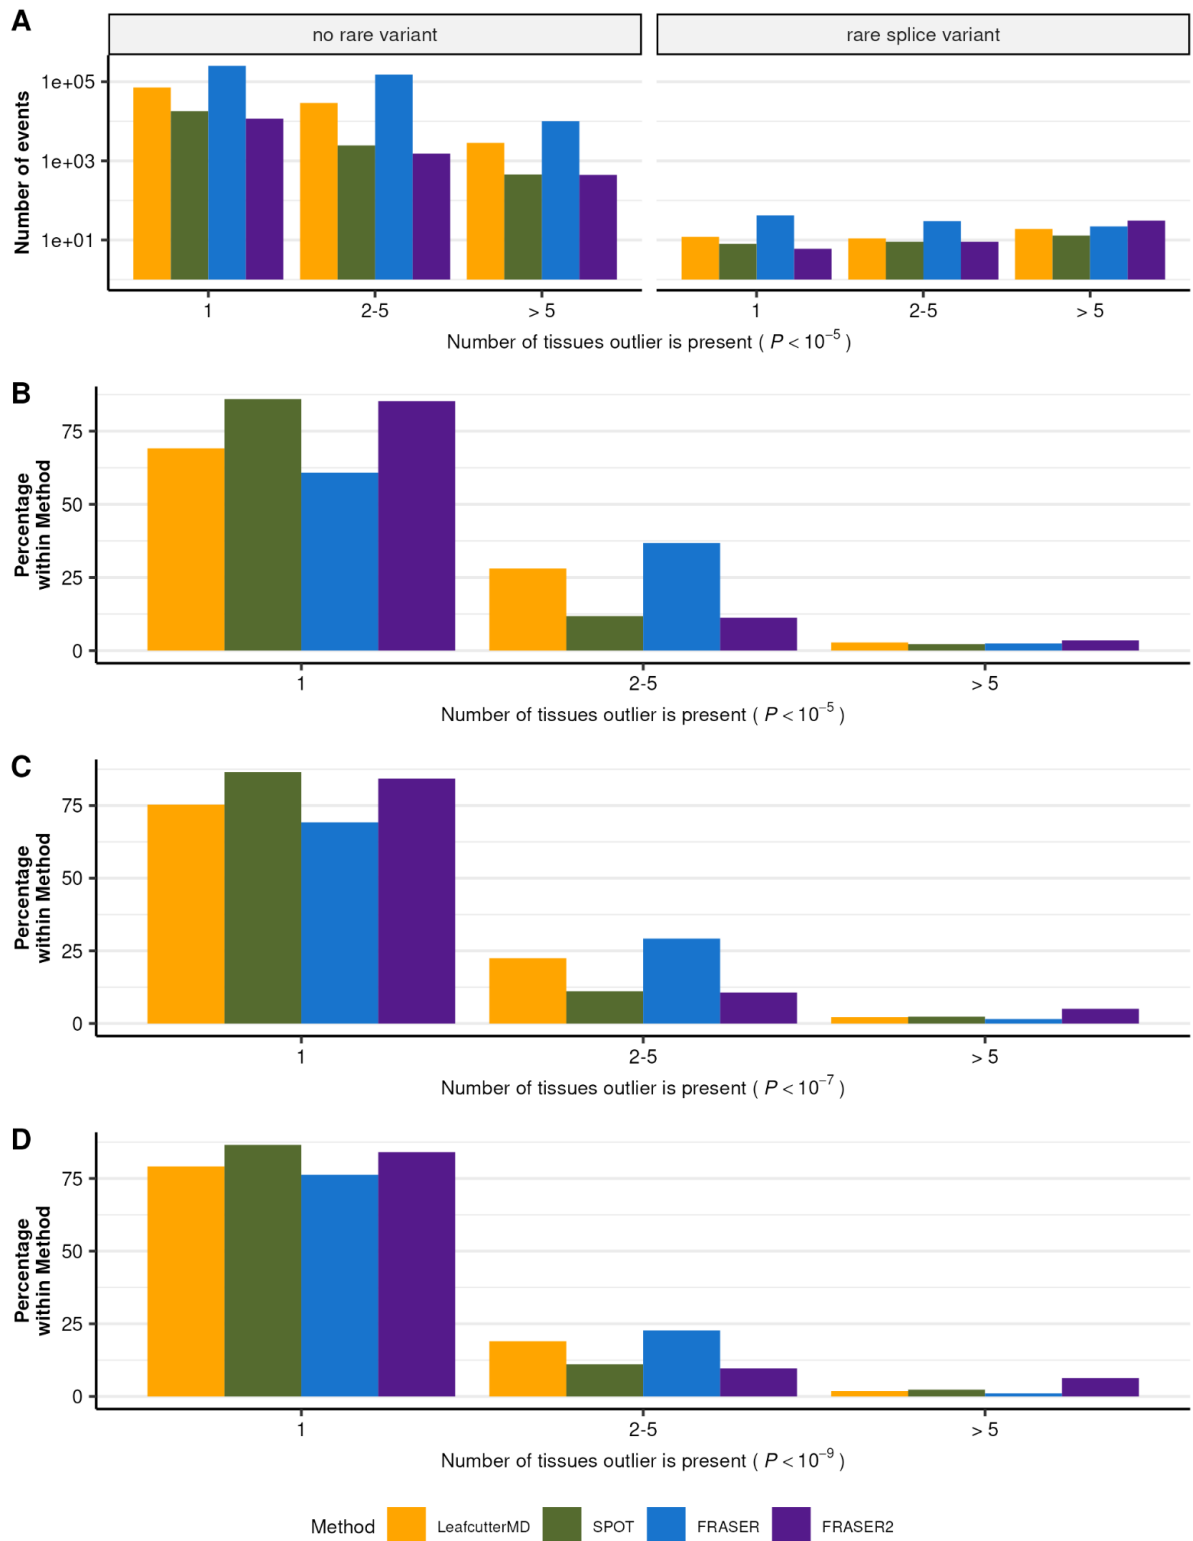 A
no rare variant
rare splice variant
Number of events
1e+05
1e+03
1e+01
1
2-5
> 5
1
2-5
> 5
Number of tissues outlier is present ( P < 10⁻⁵ )
B
Percentage
within Method
75
50
25
0
1
2-5
> 5
Number of tissues outlier is present ( P < 10⁻⁵ )
C
Percentage
within Method
75
50
25
0
1
2-5
> 5
Number of tissues outlier is present ( P < 10⁻⁷ )
D
Percentage
within Method
75
50
25
0
1
2-5
> 5
Number of tissues outlier is present ( P < 10⁻⁹ )
Method LeafcutterMD SPOT FRASER FRASER2